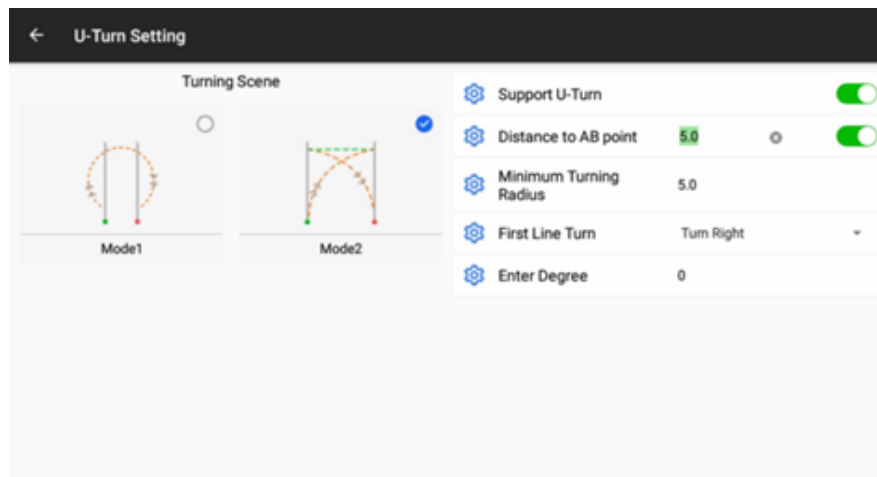 U-Turn Setting
Turning Scene
Mode1
Mode2
Support U-Turn
Distance to AB point 5.0
Minimum Turning
Radius 5.0
First Line Turn Turn Right
Enter Degree 0